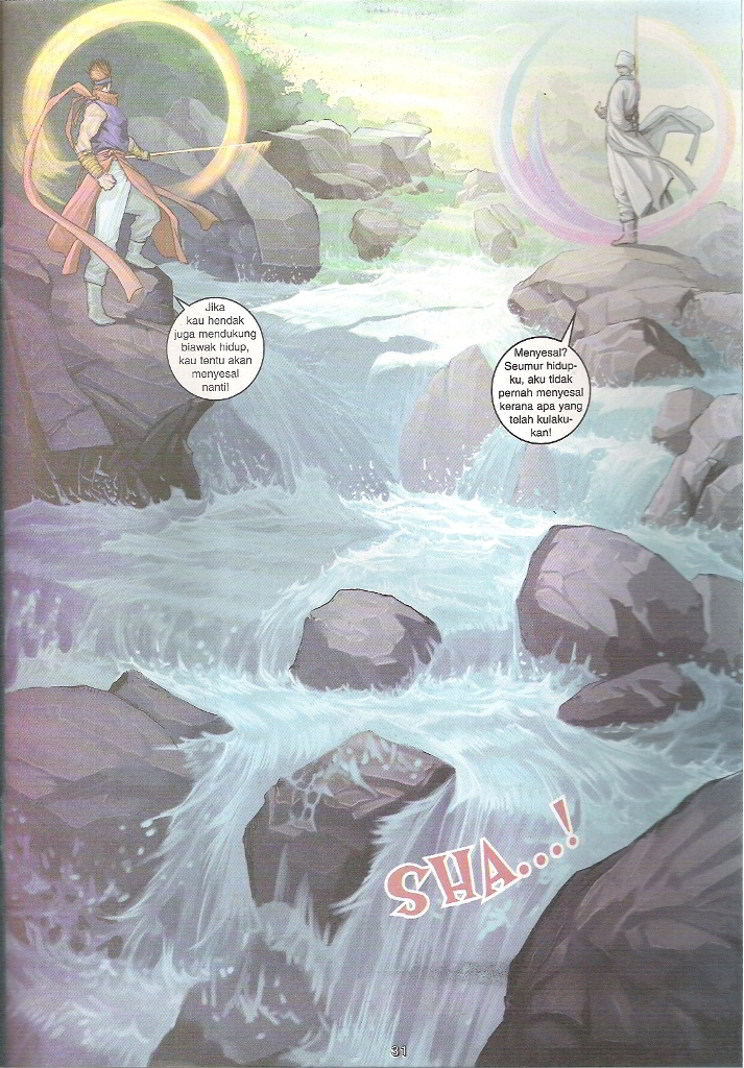 Jika
kau hendak
juga mendukung
biawak hidup,
kau tentu akan
menyesal
nanti!
Menyesal?
Seumur hidup-
ku, aku tidak
pernah menyesal
kerana apa yang
telah kulaku-
kan!
SHA...!
31